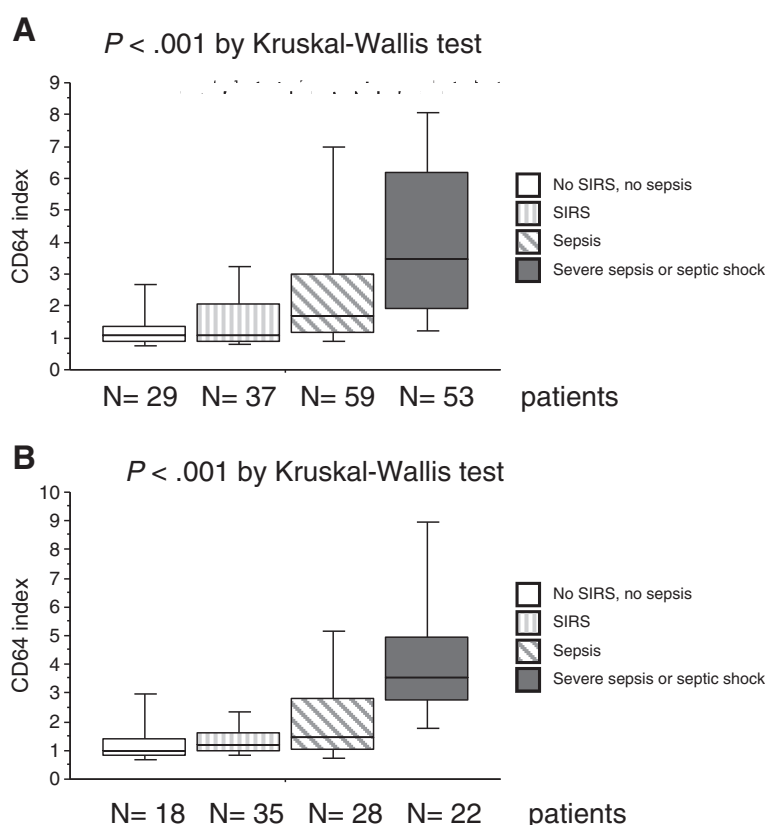 A
P < .001 by Kruskal-Wallis test
9
8
7
6
5
4
3
2
1
0
CD64 index
No SIRS, no sepsis
SIRS
Sepsis
Severe sepsis or septic shock
N= 29 N= 37 N= 59 N= 53 patients
B
P < .001 by Kruskal-Wallis test
10
9
8
7
6
5
4
3
2
1
0
CD64 index
No SIRS, no sepsis
SIRS
Sepsis
Severe sepsis or septic shock
N= 18 N= 35 N= 28 N= 22 patients